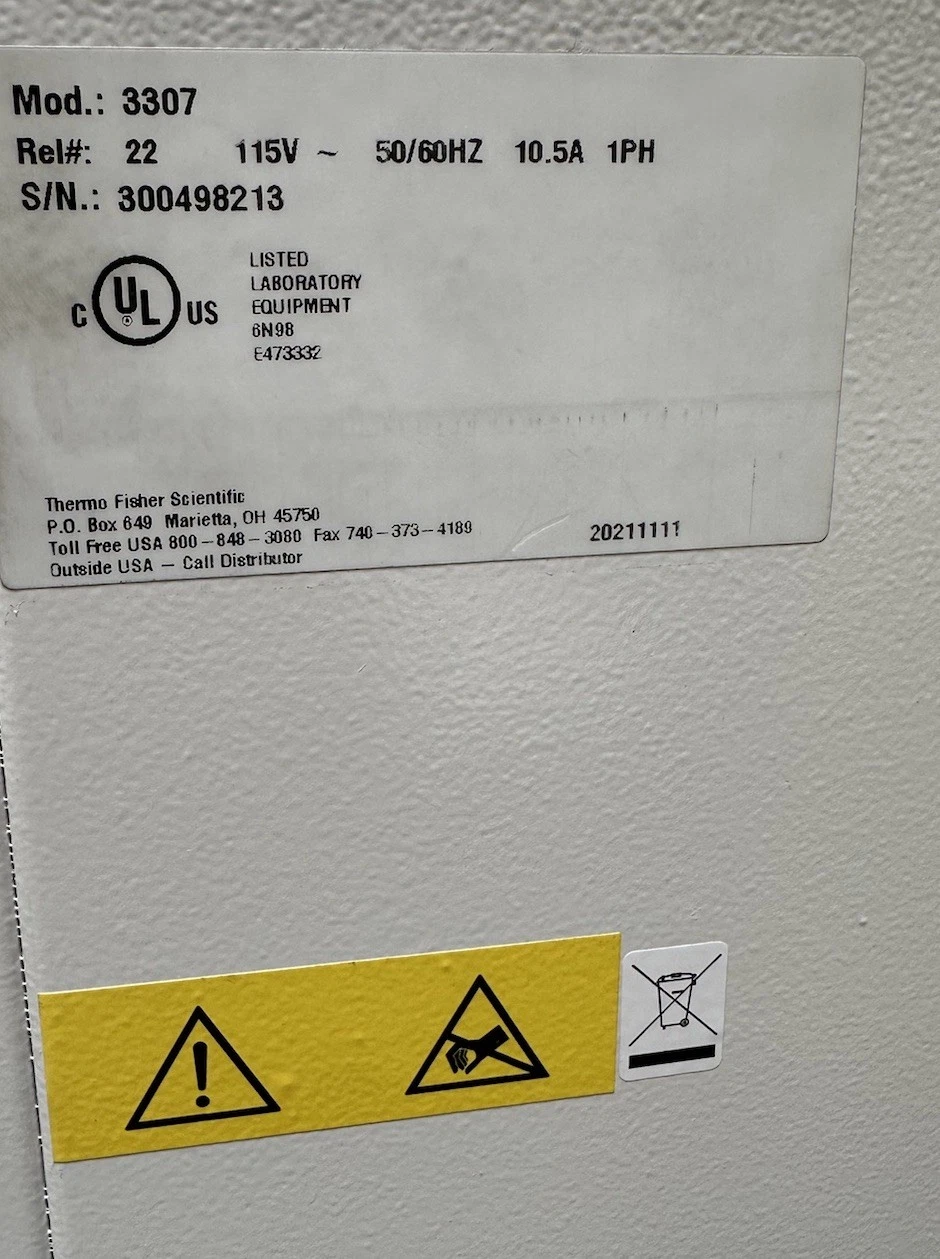 Mod.: 3307
Rel#: 22 115V ~ 50/60HZ 10.5A 1PH
S/N.: 300498213
C UL US
LISTED
LABORATORY
EQUIPMENT
6N98
E473332
Thermo Fisher Scientific
P.O. Box 649 Marietta, OH 45750
Toll Free USA 800-848-3080 Fax 740-373-4189
Outside USA - Call Distributor
20211111
!